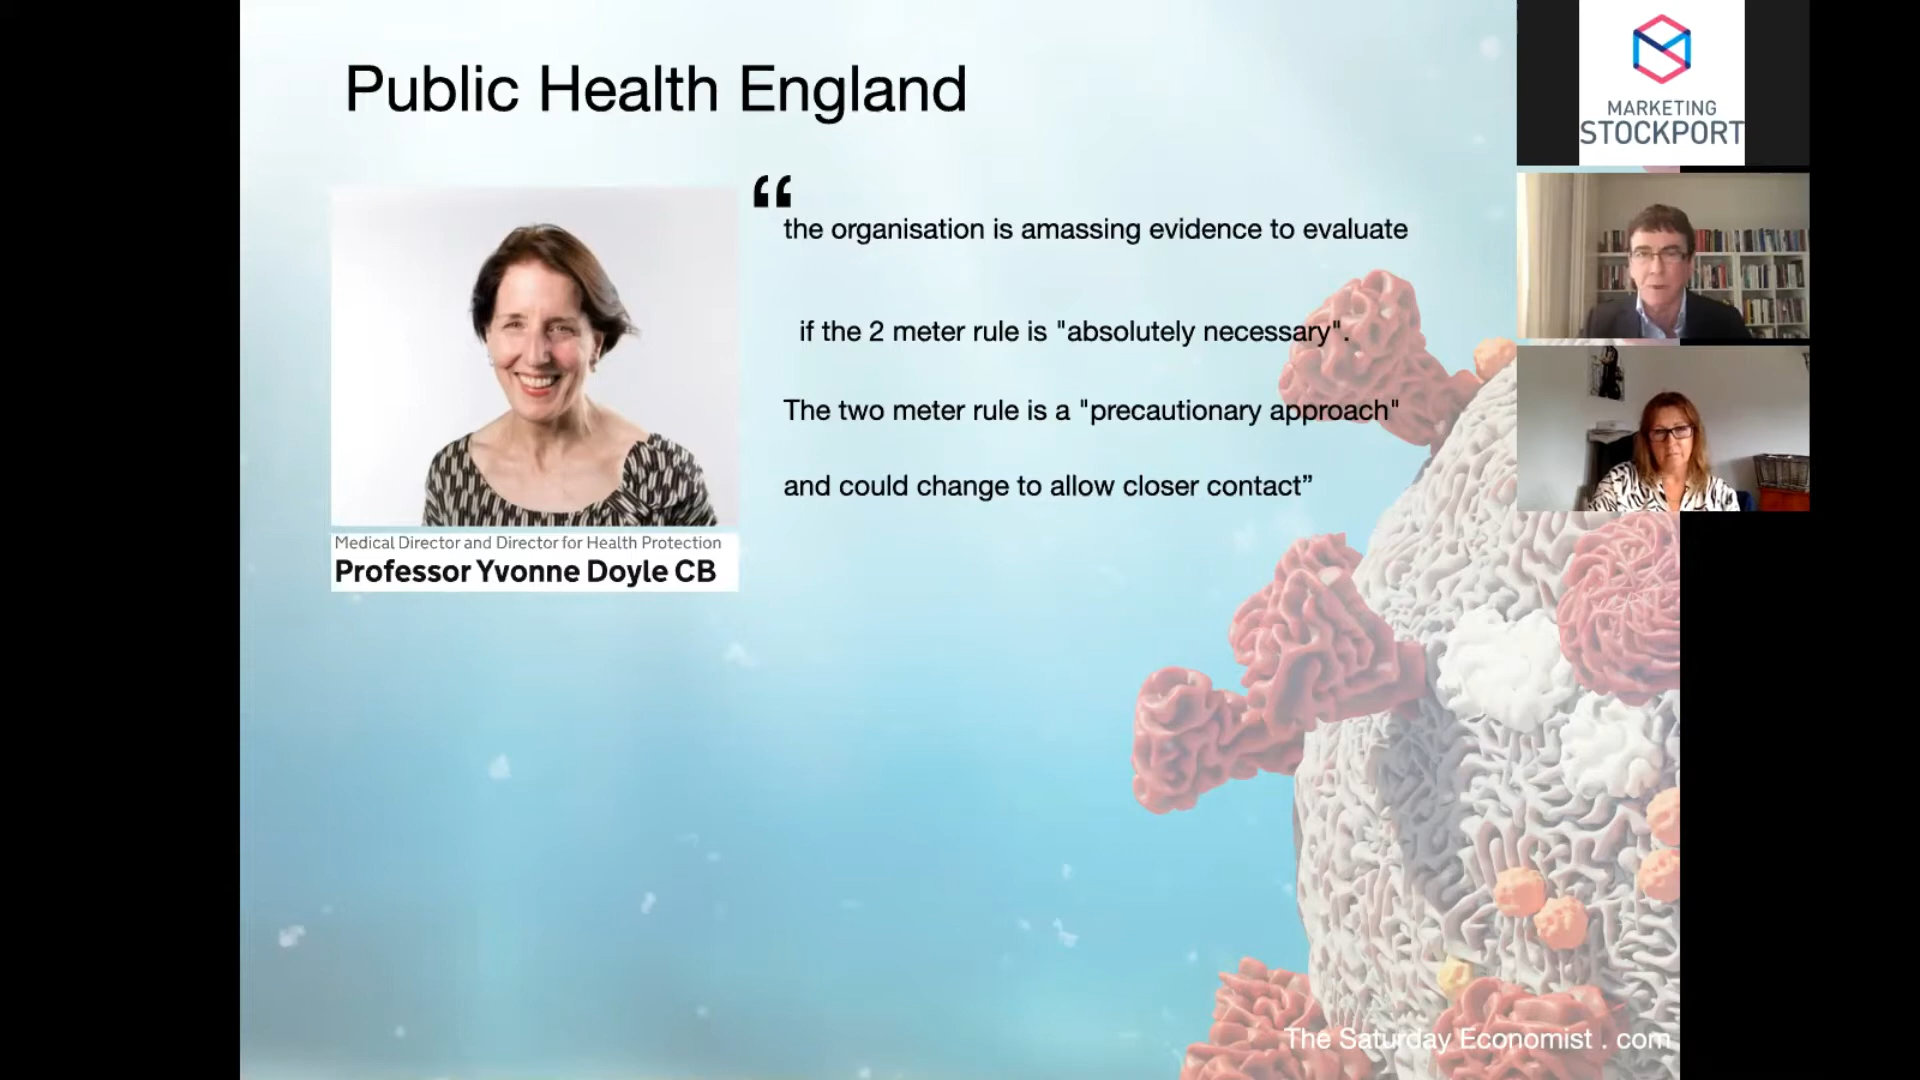 Public Health England
“
the organisation is amassing evidence to evaluate
if the 2 meter rule is "absolutely necessary".
The two meter rule is a "precautionary approach"
and could change to allow closer contact”
Medical Director and Director for Health Protection
Professor Yvonne Doyle CB
MARKETING
STOCKPORT
The Saturday Economist . com